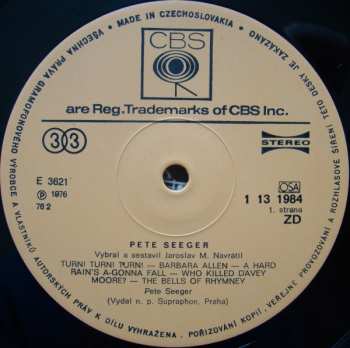 MADE IN CZECHOSLOVAKIA • VŠECHNA PRÁVA GRAMOFONOVÉHO VÝROBCE A VLASTNÍKŮ AUTORSKÝCH PRÁV K DÍLU VYHRAŽENA. POŘIZOVÁNÍ KOPIÍ, VEŘEJNÉ PROVOZOVÁNÍ A ROZHLASOVÉ ŠÍŘENÍ TÉTO DESKY JE ZAKÁZÁNO
CBS
are Reg. Trademarks of CBS Inc.
33
STEREO
E 3621
℗ 1976
76 2
OSA
1 13 1984
1. strana
ZD
PETE SEEGER
Vybral a sestavil Jaroslav M. Navrátil
TURN! TURN! TURN! — BARBARA ALLEN — A HARD
RAIN'S A-GONNA FALL — WHO KILLED DAVEY
MOORE? — THE BELLS OF RHYMNEY
Pete Seeger
(Vydal n. p. Supraphon, Praha)